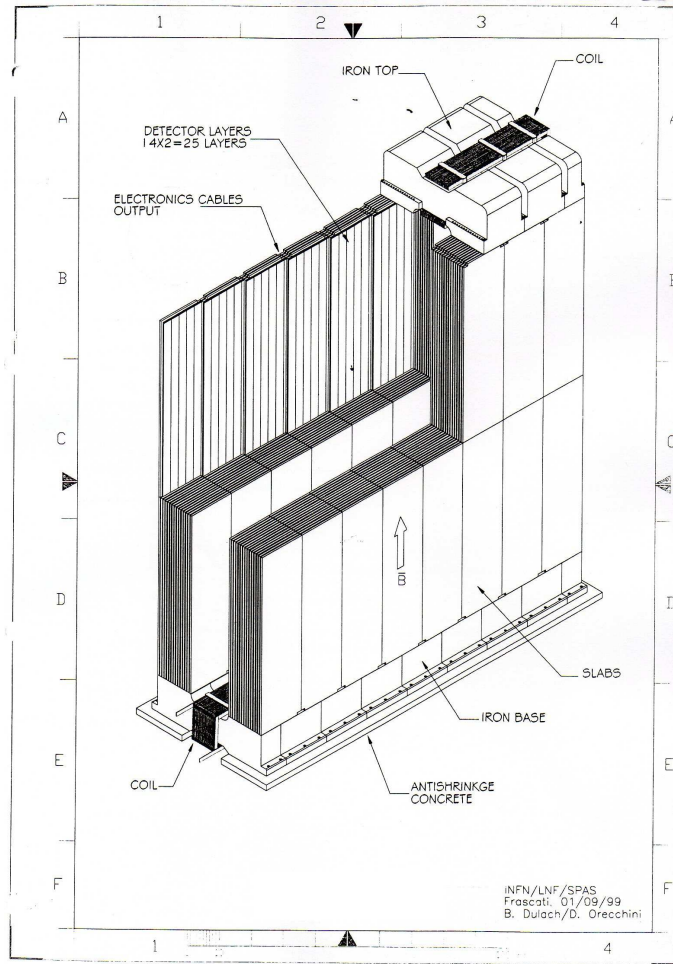 1 2 3 4
COIL
IRON TOP
A A
DETECTOR LAYERS
14X2=25 LAYERS
ELECTRONICS CABLES
OUTPUT
B B
C C
B
D D
SLABS
IRON BASE
E E
COIL
ANTISHRINKGE
CONCRETE
F F
INFN/LNF/SPAS
Frascati, 01/09/99
B. Dulach/D. Orecchini
1 4